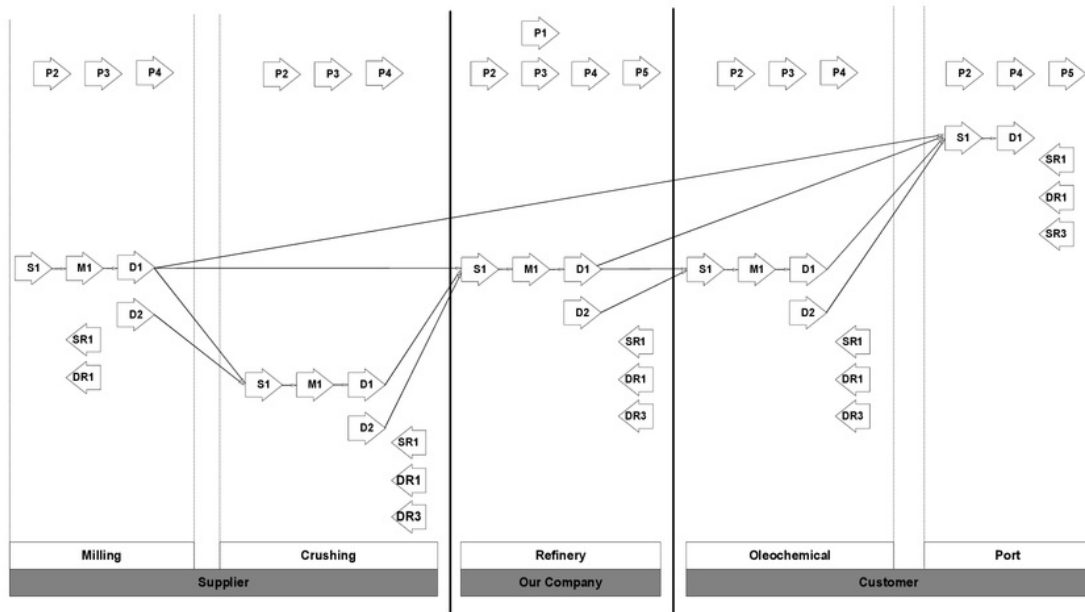 P1
P2 P3 P4 P2 P3 P4 P2 P3 P4 P5 P2 P3 P4 P2 P4 P5
S1 D1
SR1
DR1
SR3
S1 M1 D1 S1 M1 D1 S1 M1 D1
D2 D2 D2
SR1 SR1 SR1
DR1 DR1 DR1
S1 M1 D1
DR3 DR3
D2
SR1
DR1
DR3
Milling Crushing Refinery Oleochemical Port
Supplier Our Company Customer